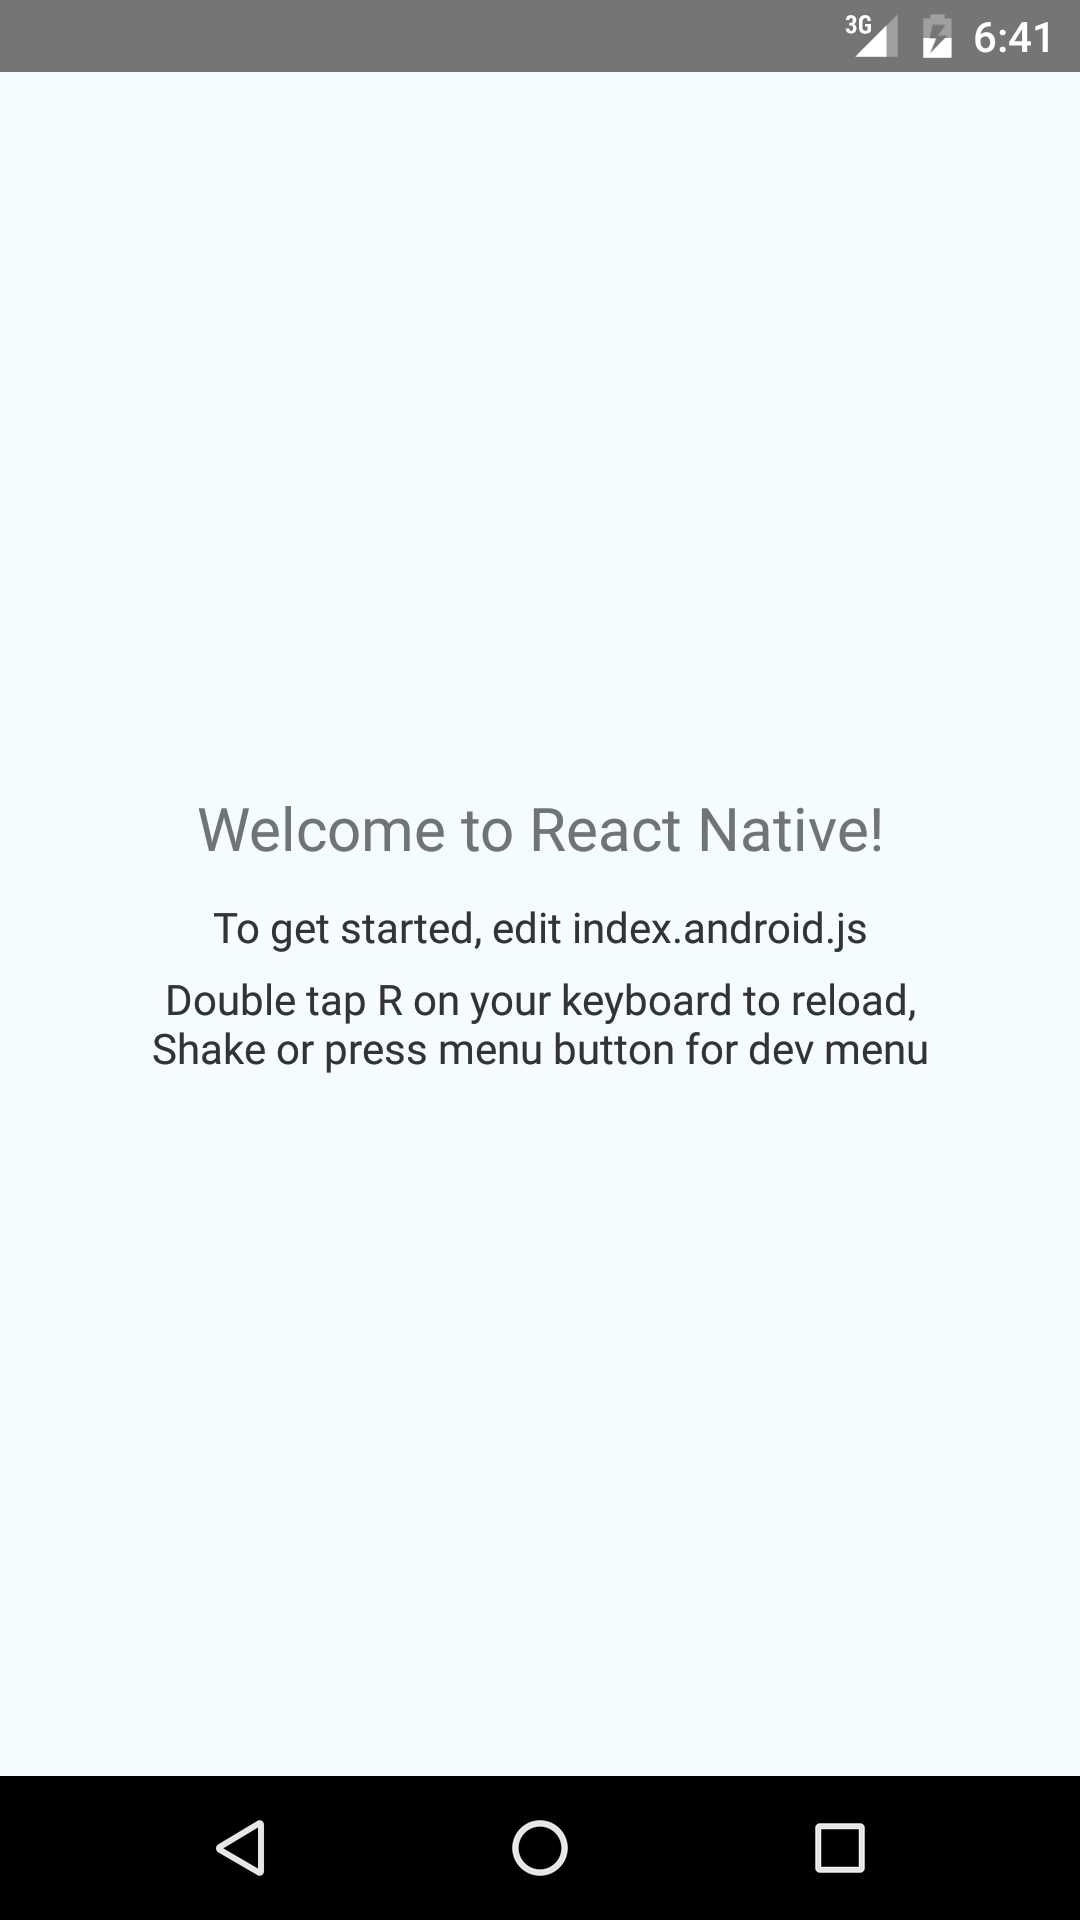 3G 6:41
Welcome to React Native!
To get started, edit index.android.js
Double tap R on your keyboard to reload,
Shake or press menu button for dev menu